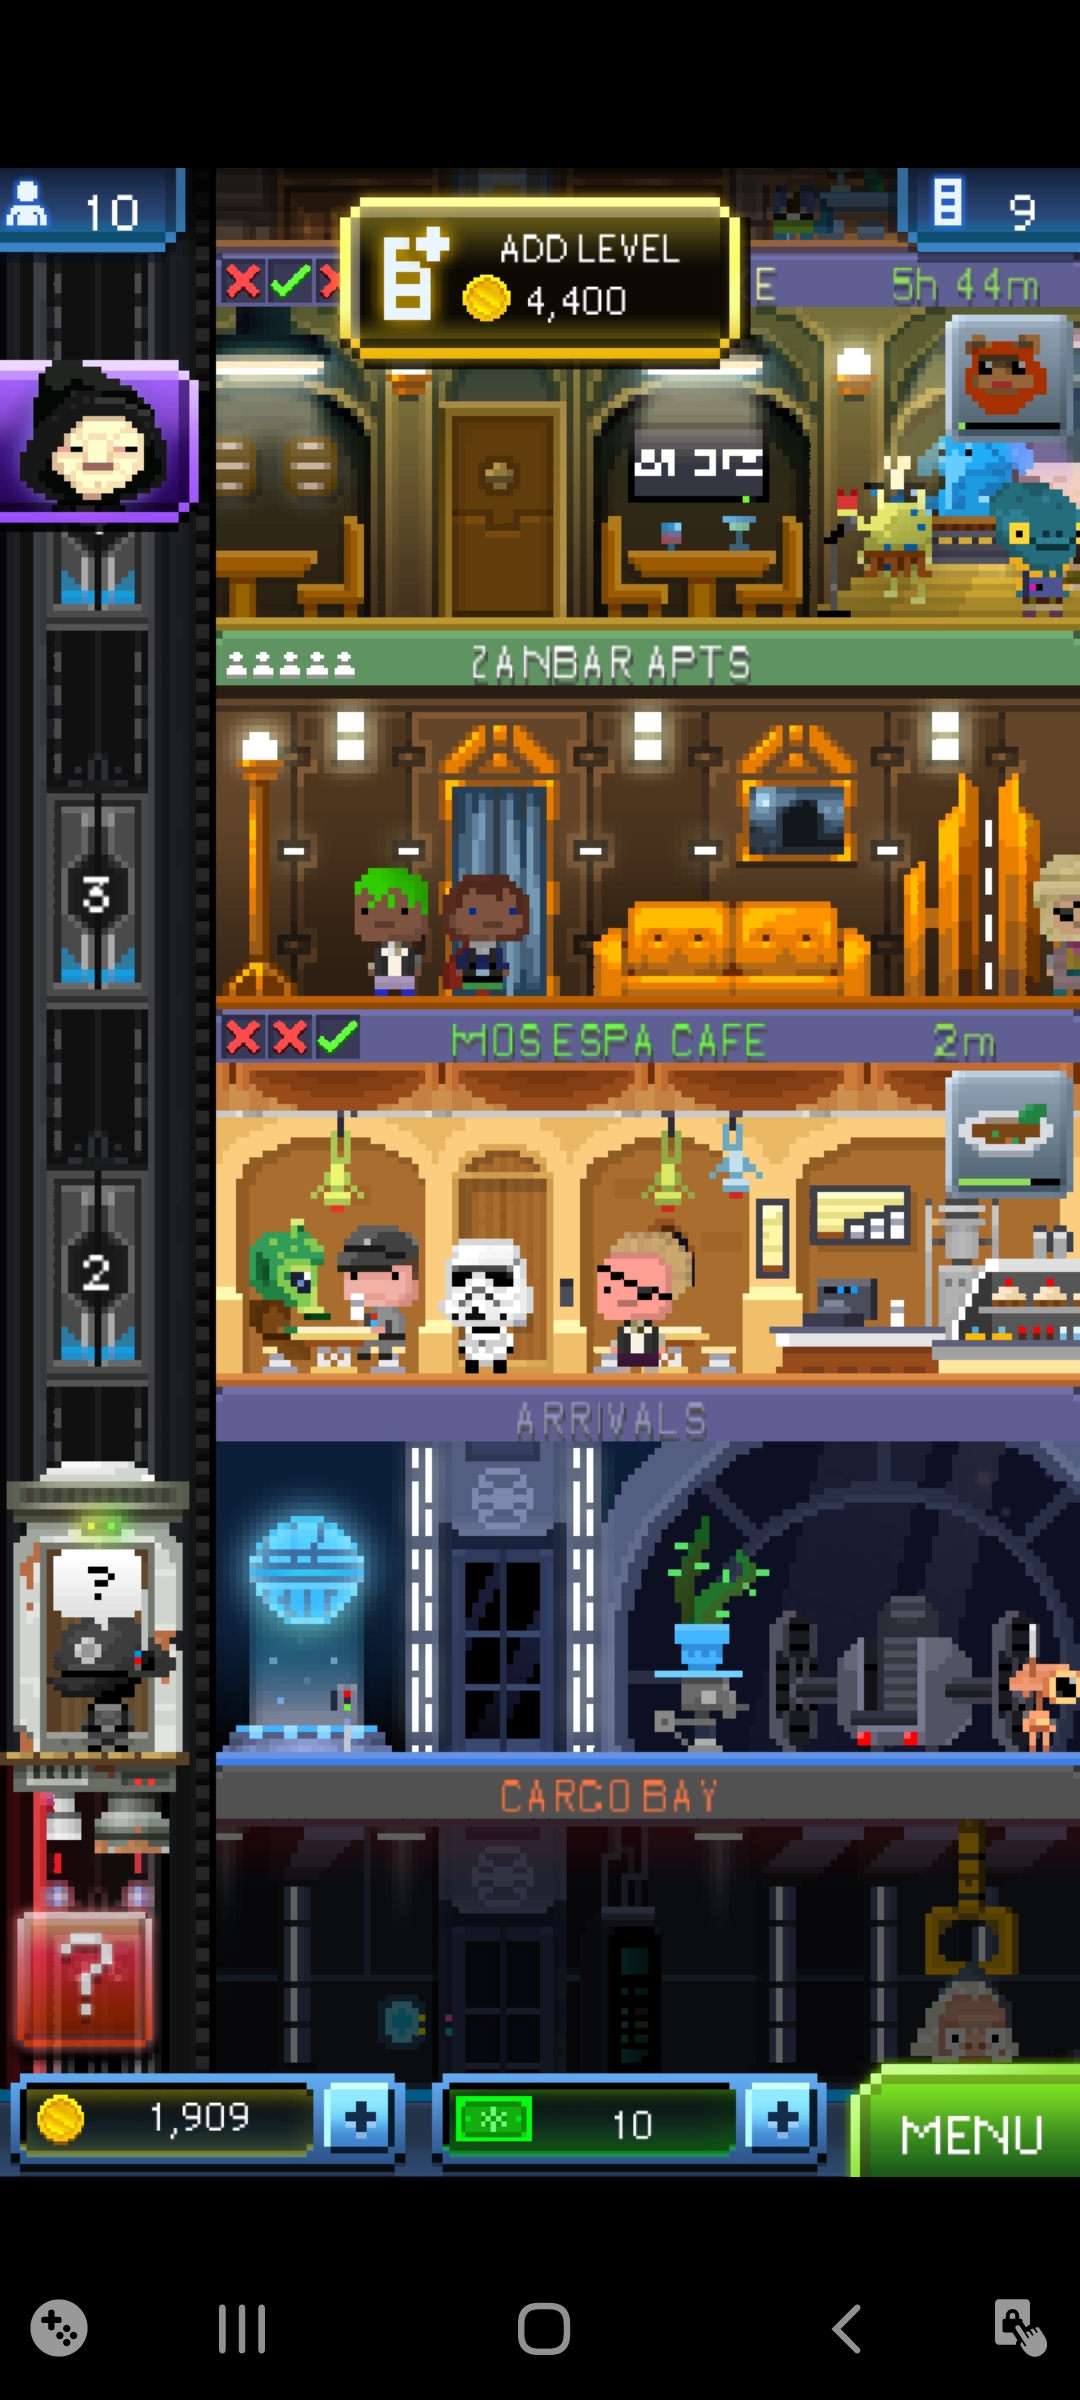 10
ADD LEVEL
4,400
9
E
5h 44m
ZANBAR APTS
3
MOS ESPA CAFE
2m
2
ARRIVALS
?
CARGO BAY
?
1,909
+
10
+
MENU